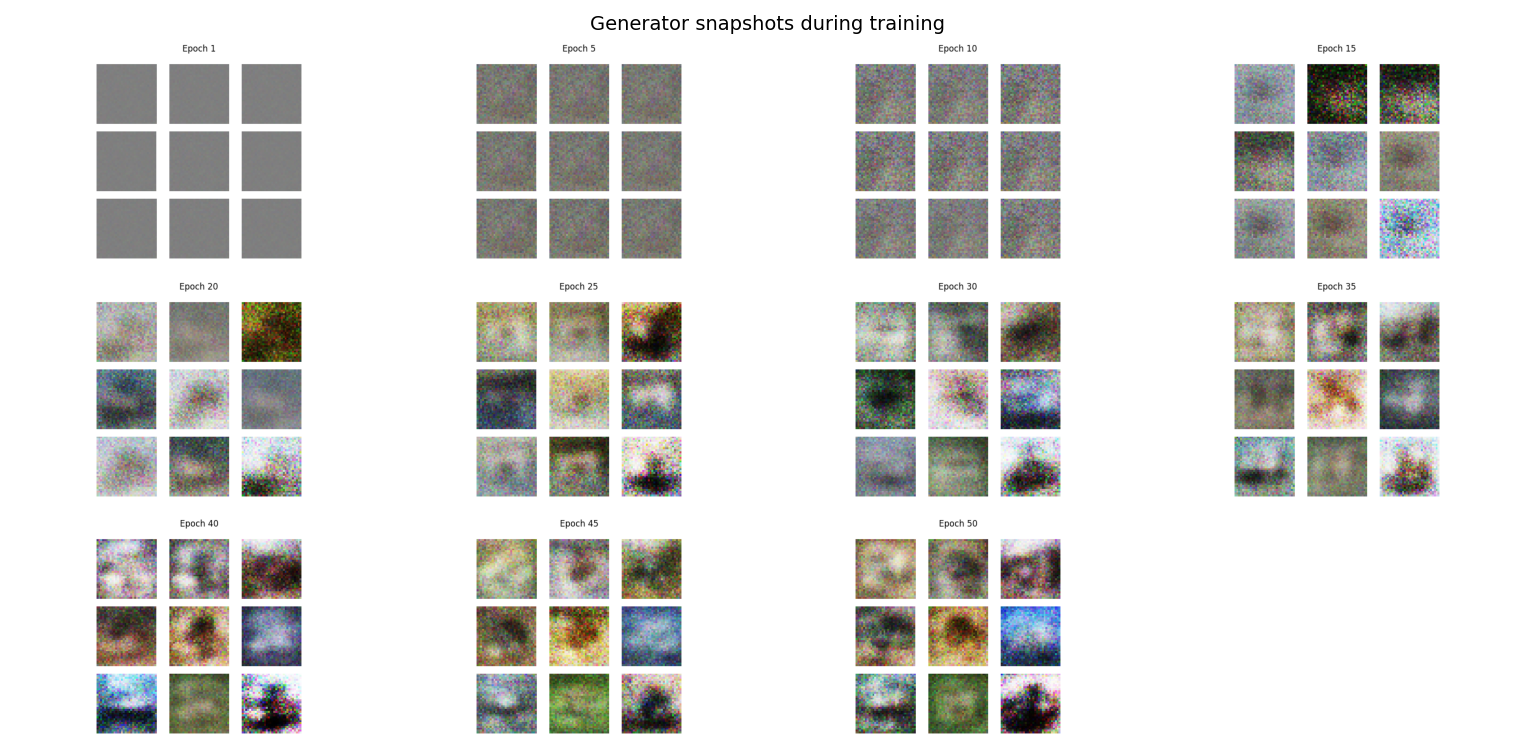 Generator snapshots during training
Epoch 1
Epoch 5
Epoch 10
Epoch 15
Epoch 20
Epoch 25
Epoch 30
Epoch 35
Epoch 40
Epoch 45
Epoch 50